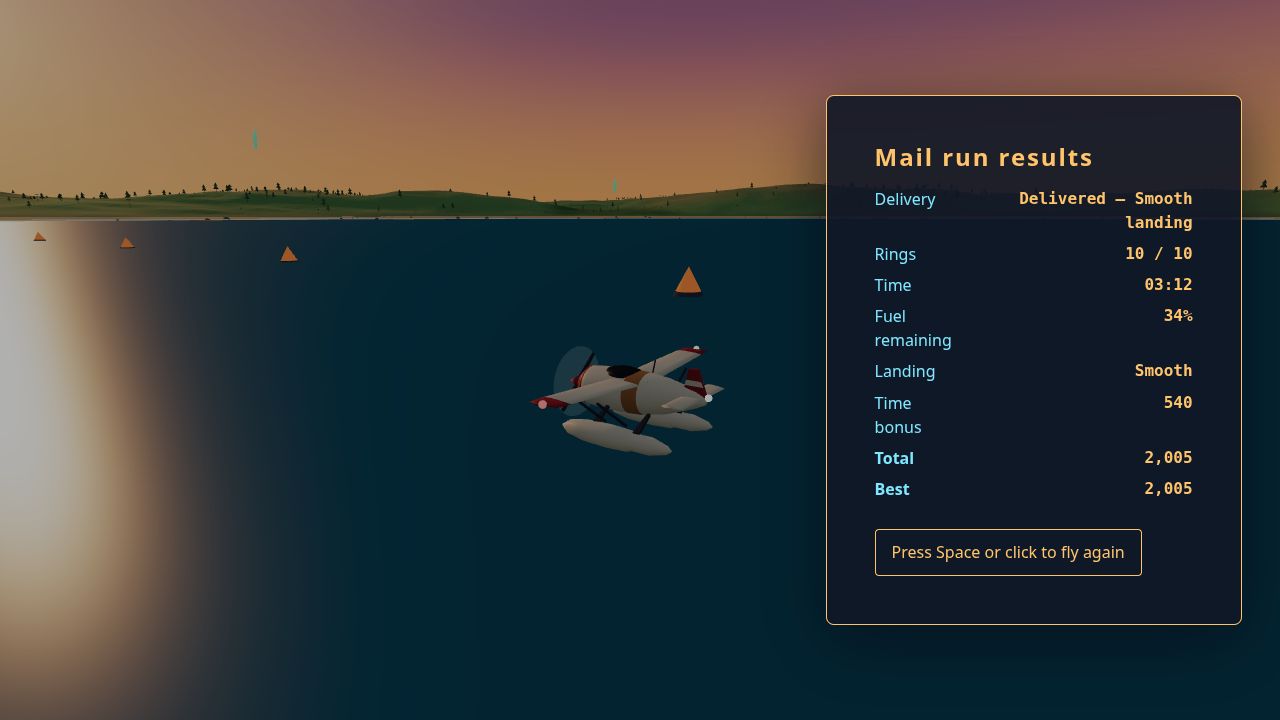 Mail run results
Delivery Delivered — Smooth
landing
Rings 10 / 10
Time 03:12
Fuel 34%
remaining
Landing Smooth
Time 540
bonus
Total 2,005
Best 2,005
Press Space or click to fly again